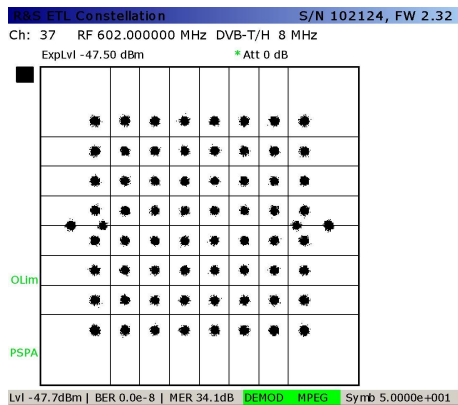 R&S ETL Constellation S/N 102124, FW 2.32
Ch: 37 RF 602.000000 MHz DVB-T/H 8 MHz
ExpLvl -47.50 dBm * Att 0 dB
OLim
PSPA
Lvl -47.7dBm | BER 0.0e-8 | MER 34.1dB DEMOD MPEG Symb 5.0000e+001